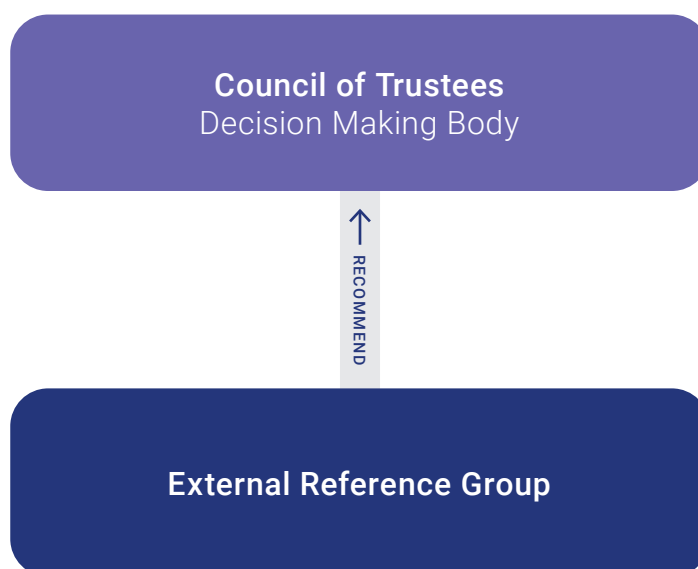 Council of Trustees
Decision Making Body
RECOMMEND
External Reference Group